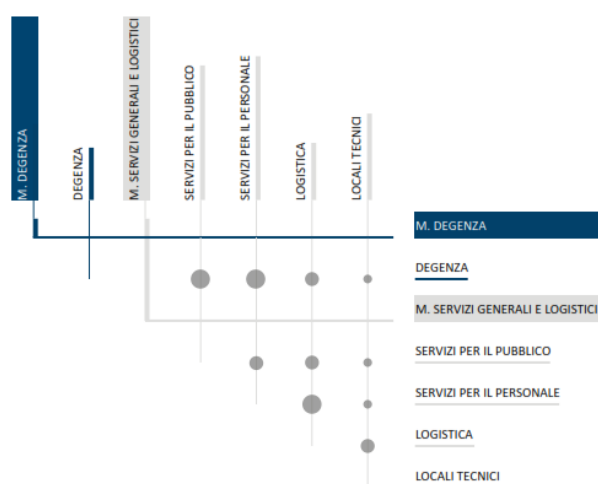 M. DEGENZA
DEGENZA
M. SERVIZI GENERALI E LOGISTICI
SERVIZI PER IL PUBBLICO
SERVIZI PER IL PERSONALE
LOGISTICA
LOCALI TECNICI
M. DEGENZA
DEGENZA
M. SERVIZI GENERALI E LOGISTICI
SERVIZI PER IL PUBBLICO
SERVIZI PER IL PERSONALE
LOGISTICA
LOCALI TECNICI